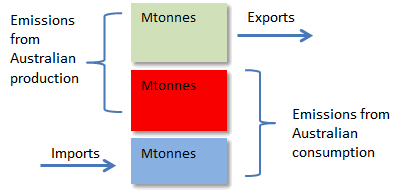 Emissions
from
Australian
production
Mtonnes
Exports
Mtonnes
Emissions from
Australian
consumption
Imports
Mtonnes